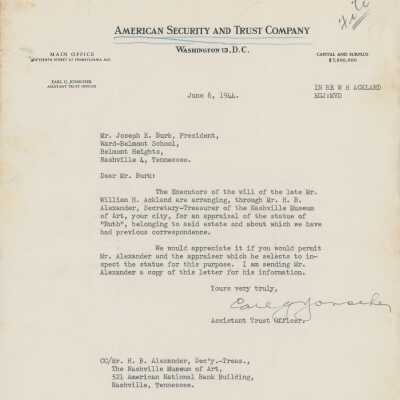 File
AMERICAN SECURITY AND TRUST COMPANY
WASHINGTON 13, D.C.
MAIN OFFICE
FIFTEENTH STREET AT PENNSYLVANIA AVE.
CAPITAL AND SURPLUS
EARL G. JONSCHER
ASSISTANT TRUST OFFICER
IN RE W H ACKLAND
EGJ:MVD
June 6, 1944.
Mr. Joseph E. Burk, President,
Ward-Belmont School,
Belmont Heights,
Nashville 4, Tennessee.
Dear Mr. Burk:
The Executors of the will of the late Mr.
William H. Ackland are arranging, through Mr. H. B.
Alexander, Secretary-Treasurer of the Nashville Museum
of Art, your city, for an appraisal of the statue of
"Ruth", belonging to said estate and about which we have
had previous correspondence.
We would appreciate it if you would permit
Mr. Alexander and the appraiser which he selects to in-
spect the statue for this purpose. I am sending Mr.
Alexander a copy of this letter for his information.
Yours very truly,
Earl G Jonscher
Assistant Trust Officer.
CC/Mr. H. B. Alexander, Sec'y.-Treas.,
The Nashville Museum of Art,
321 American National Bank Building,
Nashville, Tennessee.